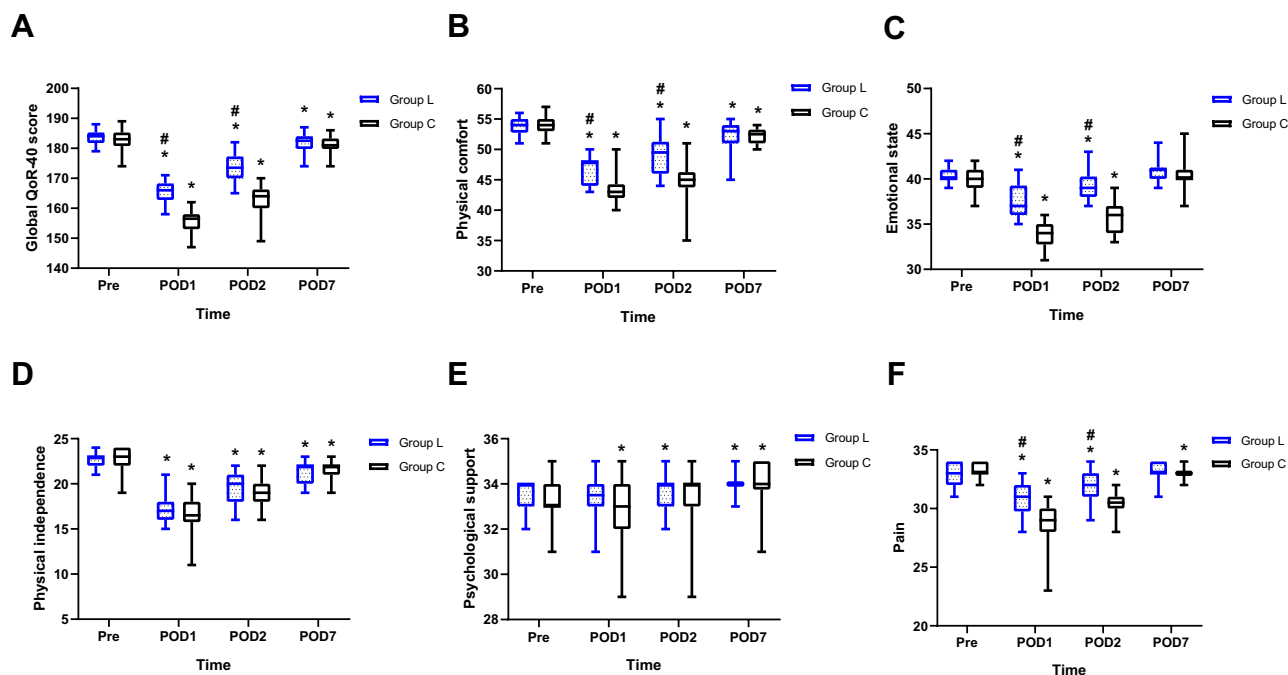 A
Global QoR-40 score
200
190
180
170
160
150
140
#
*
*
#
*
*
*
*
Pre
POD1
POD2
POD7
Time
Group L
Group C
B
Physical comfort
60
55
50
45
40
35
30
#
*
*
#
*
*
*
*
Pre
POD1
POD2
POD7
Time
Group L
Group C
C
Emotional state
50
45
40
35
30
#
*
*
#
*
*
Pre
POD1
POD2
POD7
Time
Group L
Group C
D
Physical independence
25
20
15
10
5
*
*
*
*
*
*
Pre
POD1
POD2
POD7
Time
Group L
Group C
E
Psychological support
36
34
32
30
28
*
*
*
*
Pre
POD1
POD2
POD7
Time
Group L
Group C
F
Pain
35
30
25
20
#
*
*
#
*
*
*
Pre
POD1
POD2
POD7
Time
Group L
Group C